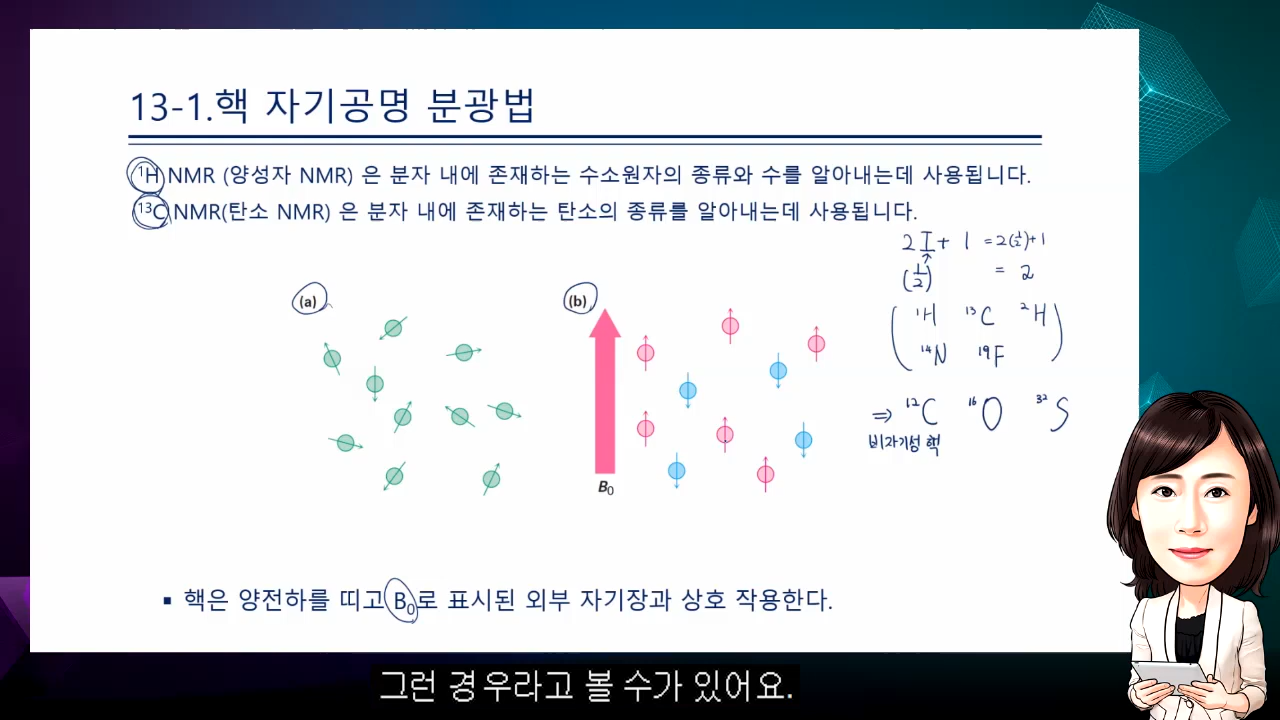 13-1.핵 자기공명 분광법
¹H NMR (양성자 NMR) 은 분자 내에 존재하는 수소원자의 종류와 수를 알아내는데 사용됩니다.
¹³C NMR(탄소 NMR) 은 분자 내에 존재하는 탄소의 종류를 알아내는데 사용됩니다.
2I + 1 = 2(½)+1
(½) = 2
(a)
(b)
¹H ¹³C ²H
¹⁴N ¹⁹F
⇒ ¹²C ¹⁶O ³²S
비자기성 핵
B₀
▪ 핵은 양전하를 띠고 B₀로 표시된 외부 자기장과 상호 작용한다.
그런 경우라고 볼 수가 있어요.